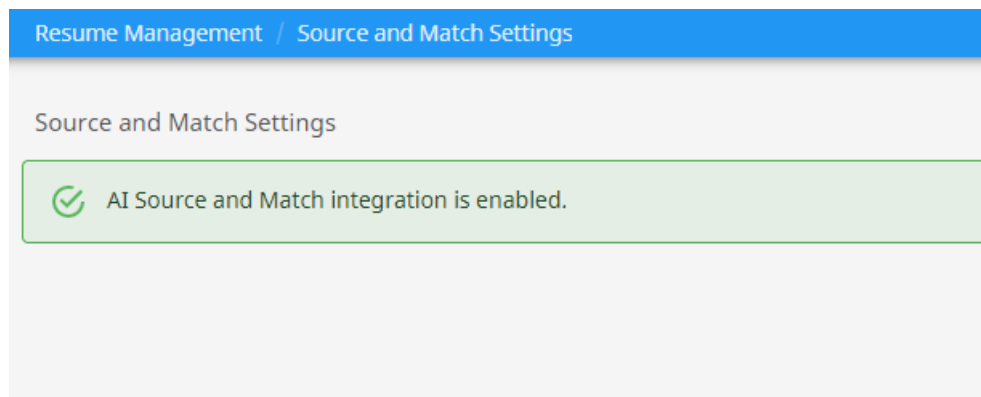 Resume Management / Source and Match Settings
Source and Match Settings
AI Source and Match integration is enabled.